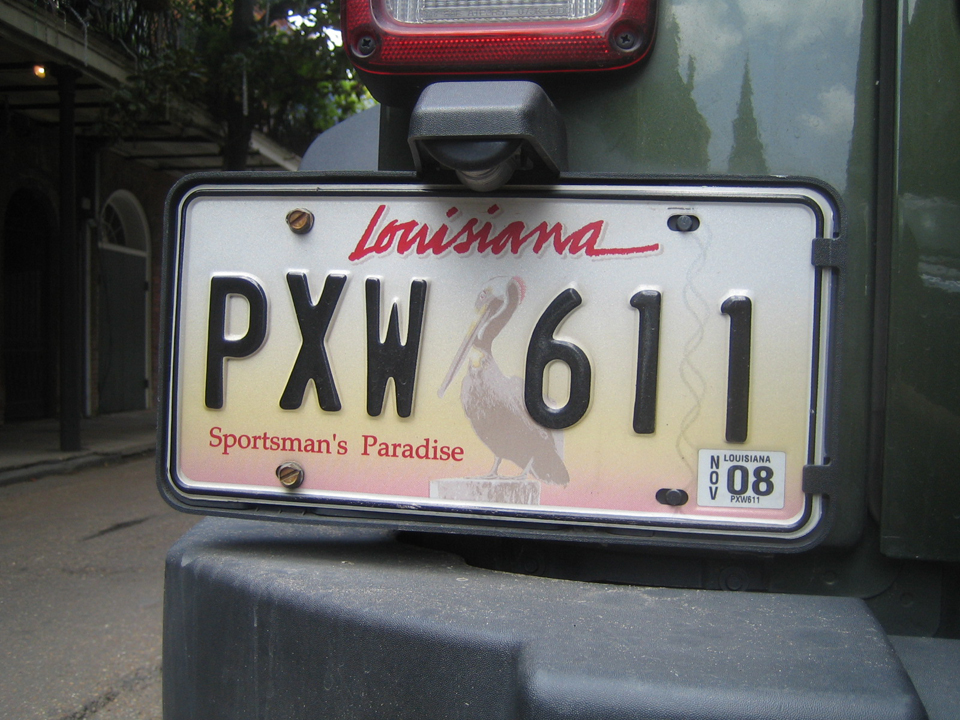 Louisiana
PXW 611
Sportsman's Paradise
NOV
LOUISIANA
08
PXW611